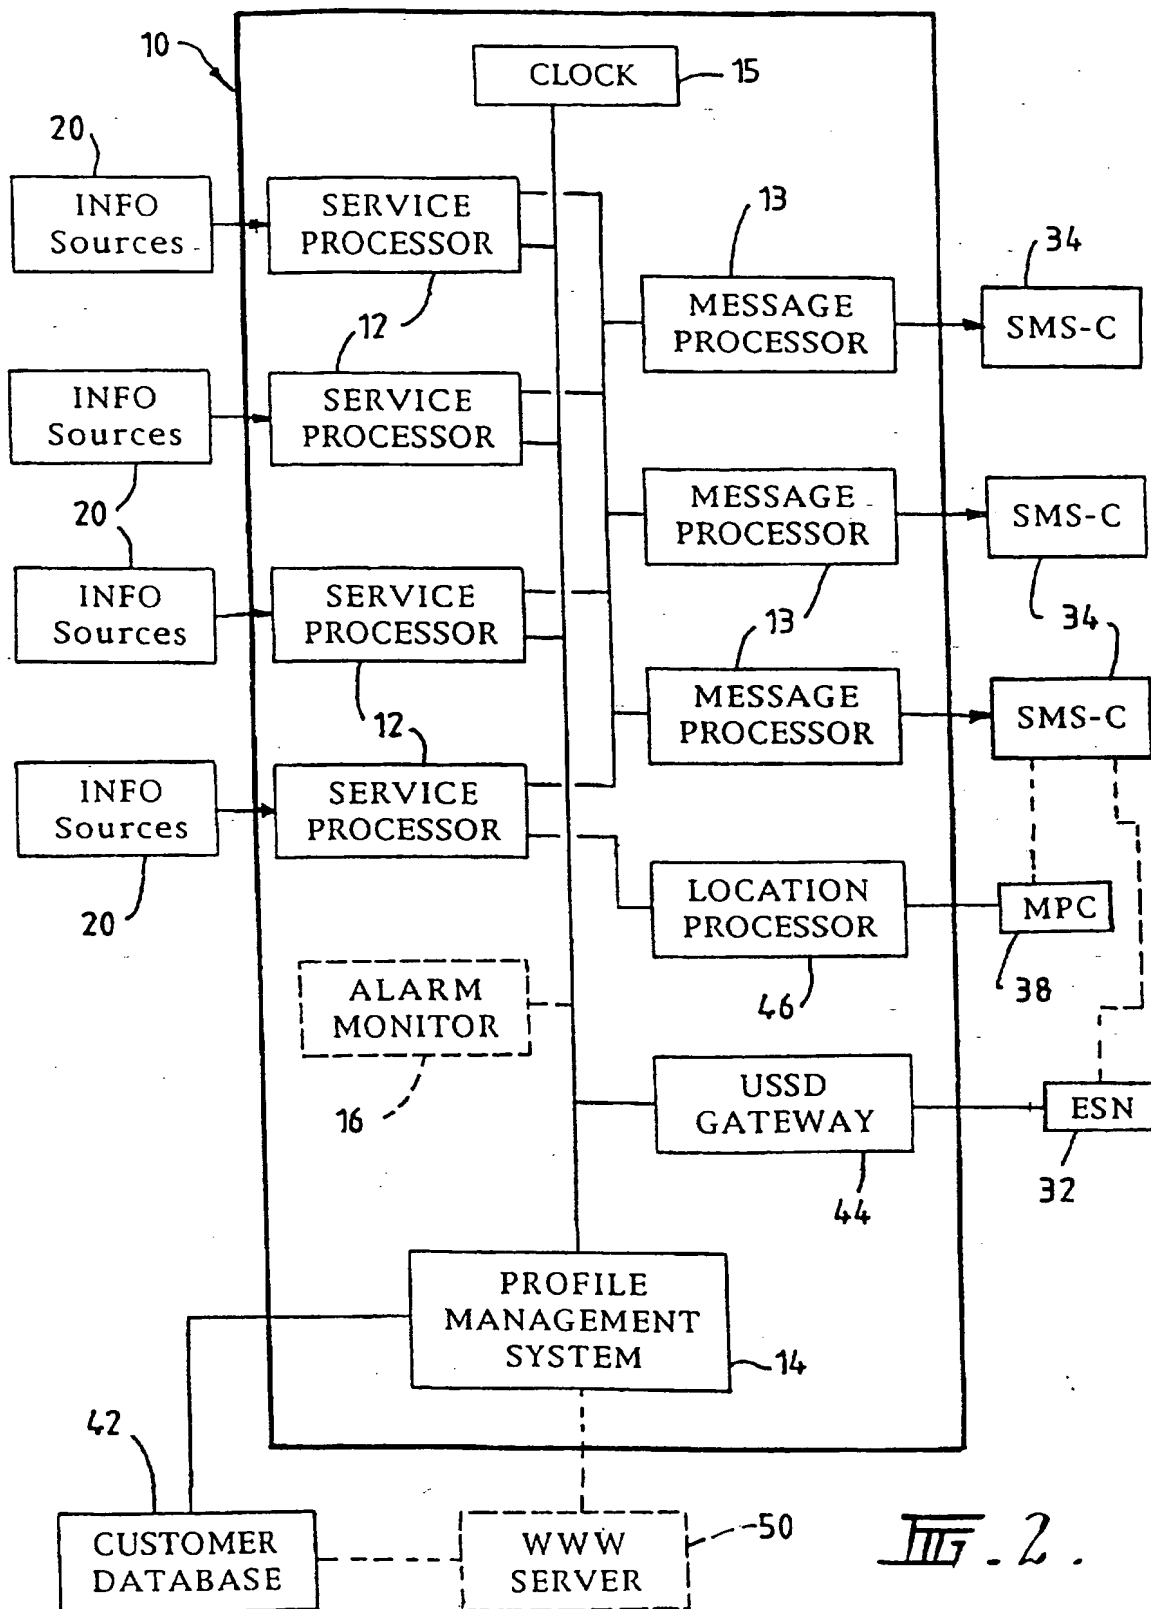 10
CLOCK
15
20
INFO
Sources
SERVICE
PROCESSOR
13
34
12
MESSAGE
PROCESSOR
SMS-C
INFO
Sources
SERVICE
PROCESSOR
20
MESSAGE
PROCESSOR
SMS-C
INFO
Sources
SERVICE
PROCESSOR
13
34
12
MESSAGE
PROCESSOR
SMS-C
INFO
Sources
SERVICE
PROCESSOR
20
LOCATION
PROCESSOR
MPC
46
38
ALARM
MONITOR
16
USSD
GATEWAY
ESN
44
32
PROFILE
MANAGEMENT
SYSTEM
14
42
CUSTOMER
DATABASE
WWW
SERVER
50
FIG. 2.